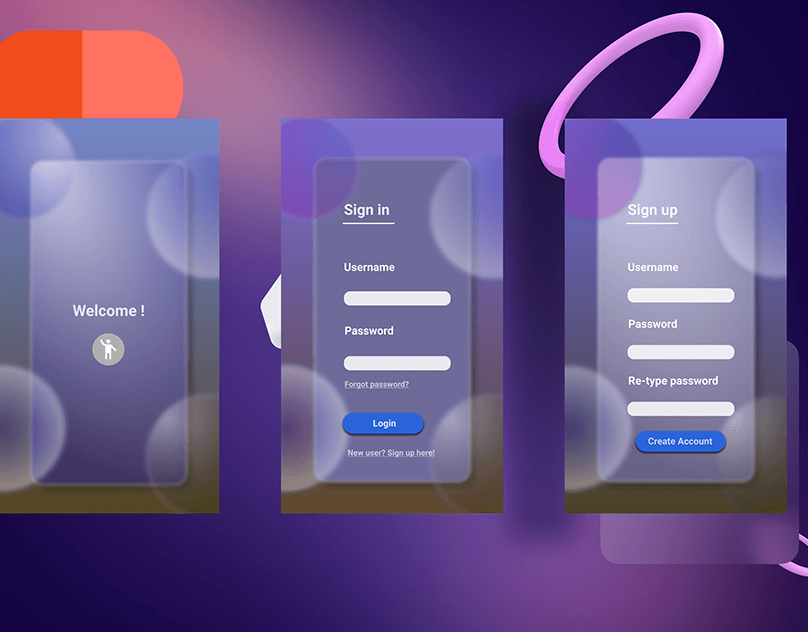 Welcome !
Sign in
Username
Password
Forgot password?
Login
New user? Sign up here!
Sign up
Username
Password
Re-type password
Create Account